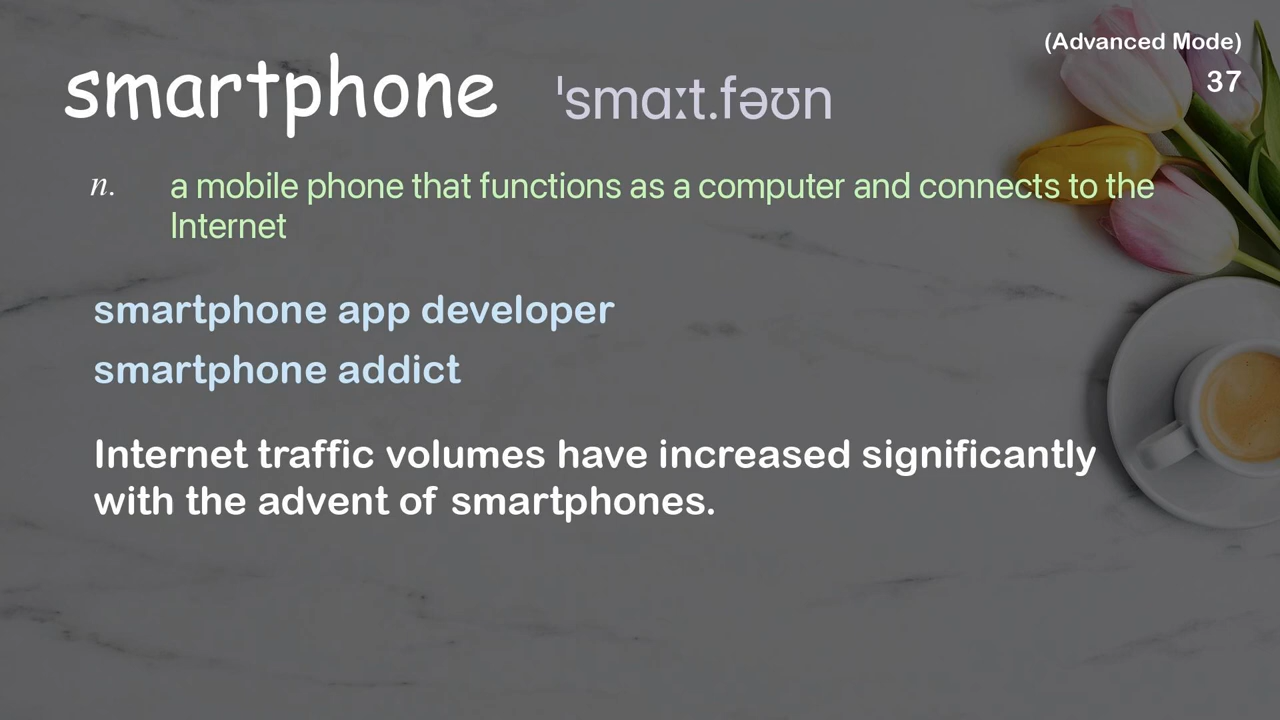 (Advanced Mode)
smartphone ˈsmɑːt.fəʊn
37
n. a mobile phone that functions as a computer and connects to the
Internet
smartphone app developer
smartphone addict
Internet traffic volumes have increased significantly
with the advent of smartphones.